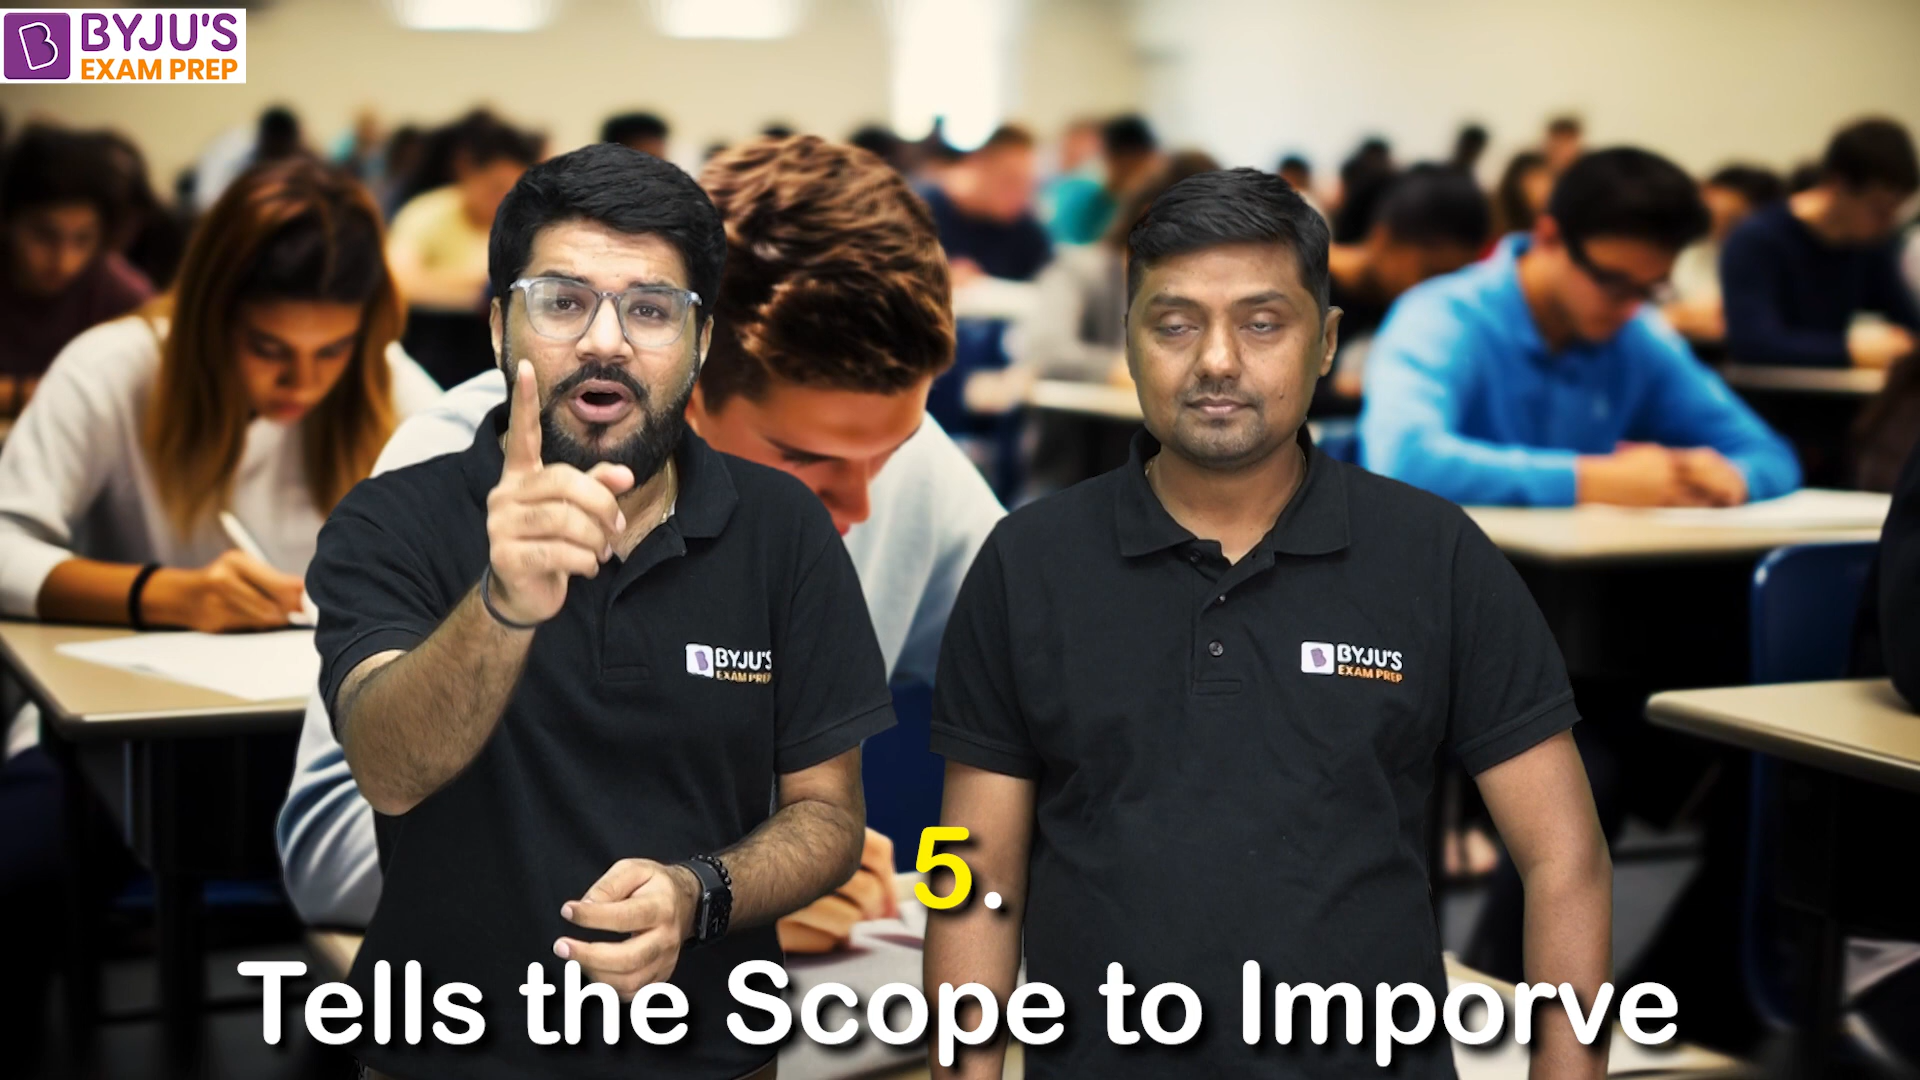 BYJU'S
EXAM PREP
BYJU'S
EXAM PREP
BYJU'S
EXAM PREP
5.
Tells the Scope to Imporve